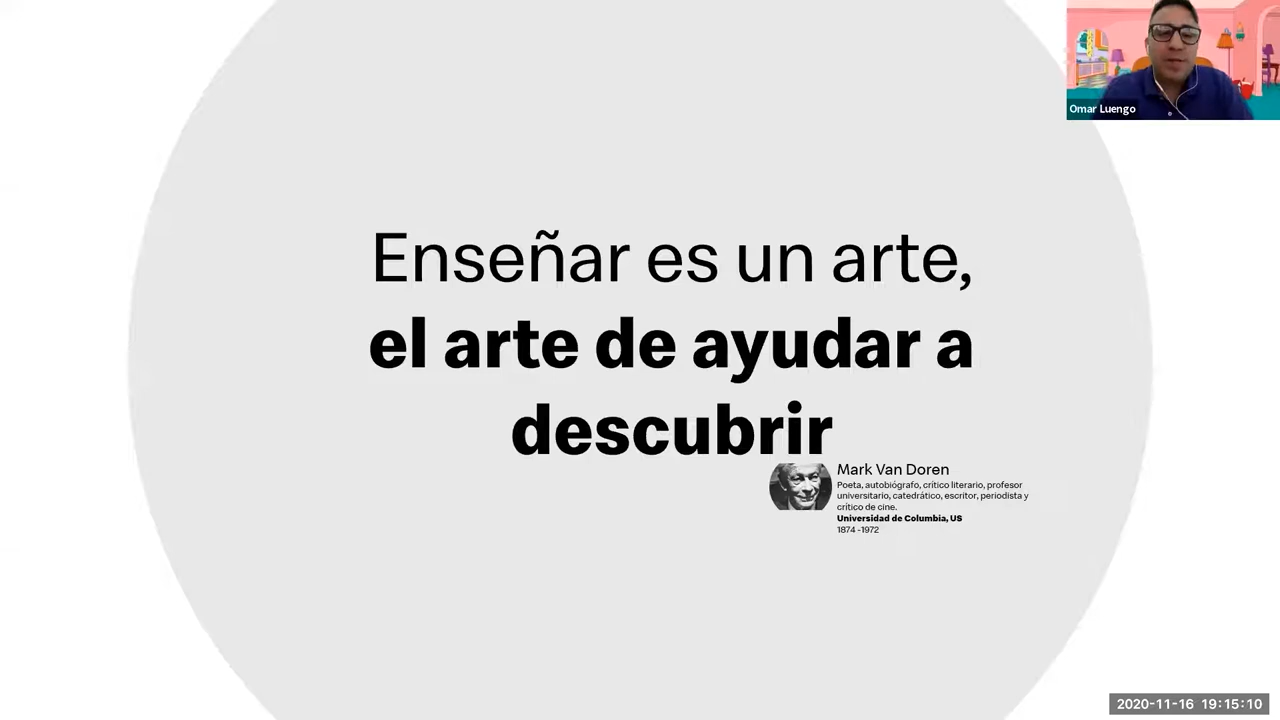 Omar Luengo
Enseñar es un arte,
el arte de ayudar a
descubrir
Mark Van Doren
Poeta, autobiógrafo, crítico literario, profesor
universitario, catedrático, escritor, periodista y
crítico de cine.
Universidad de Columbia, US
1874 -1972
2020-11-16 19:15:10